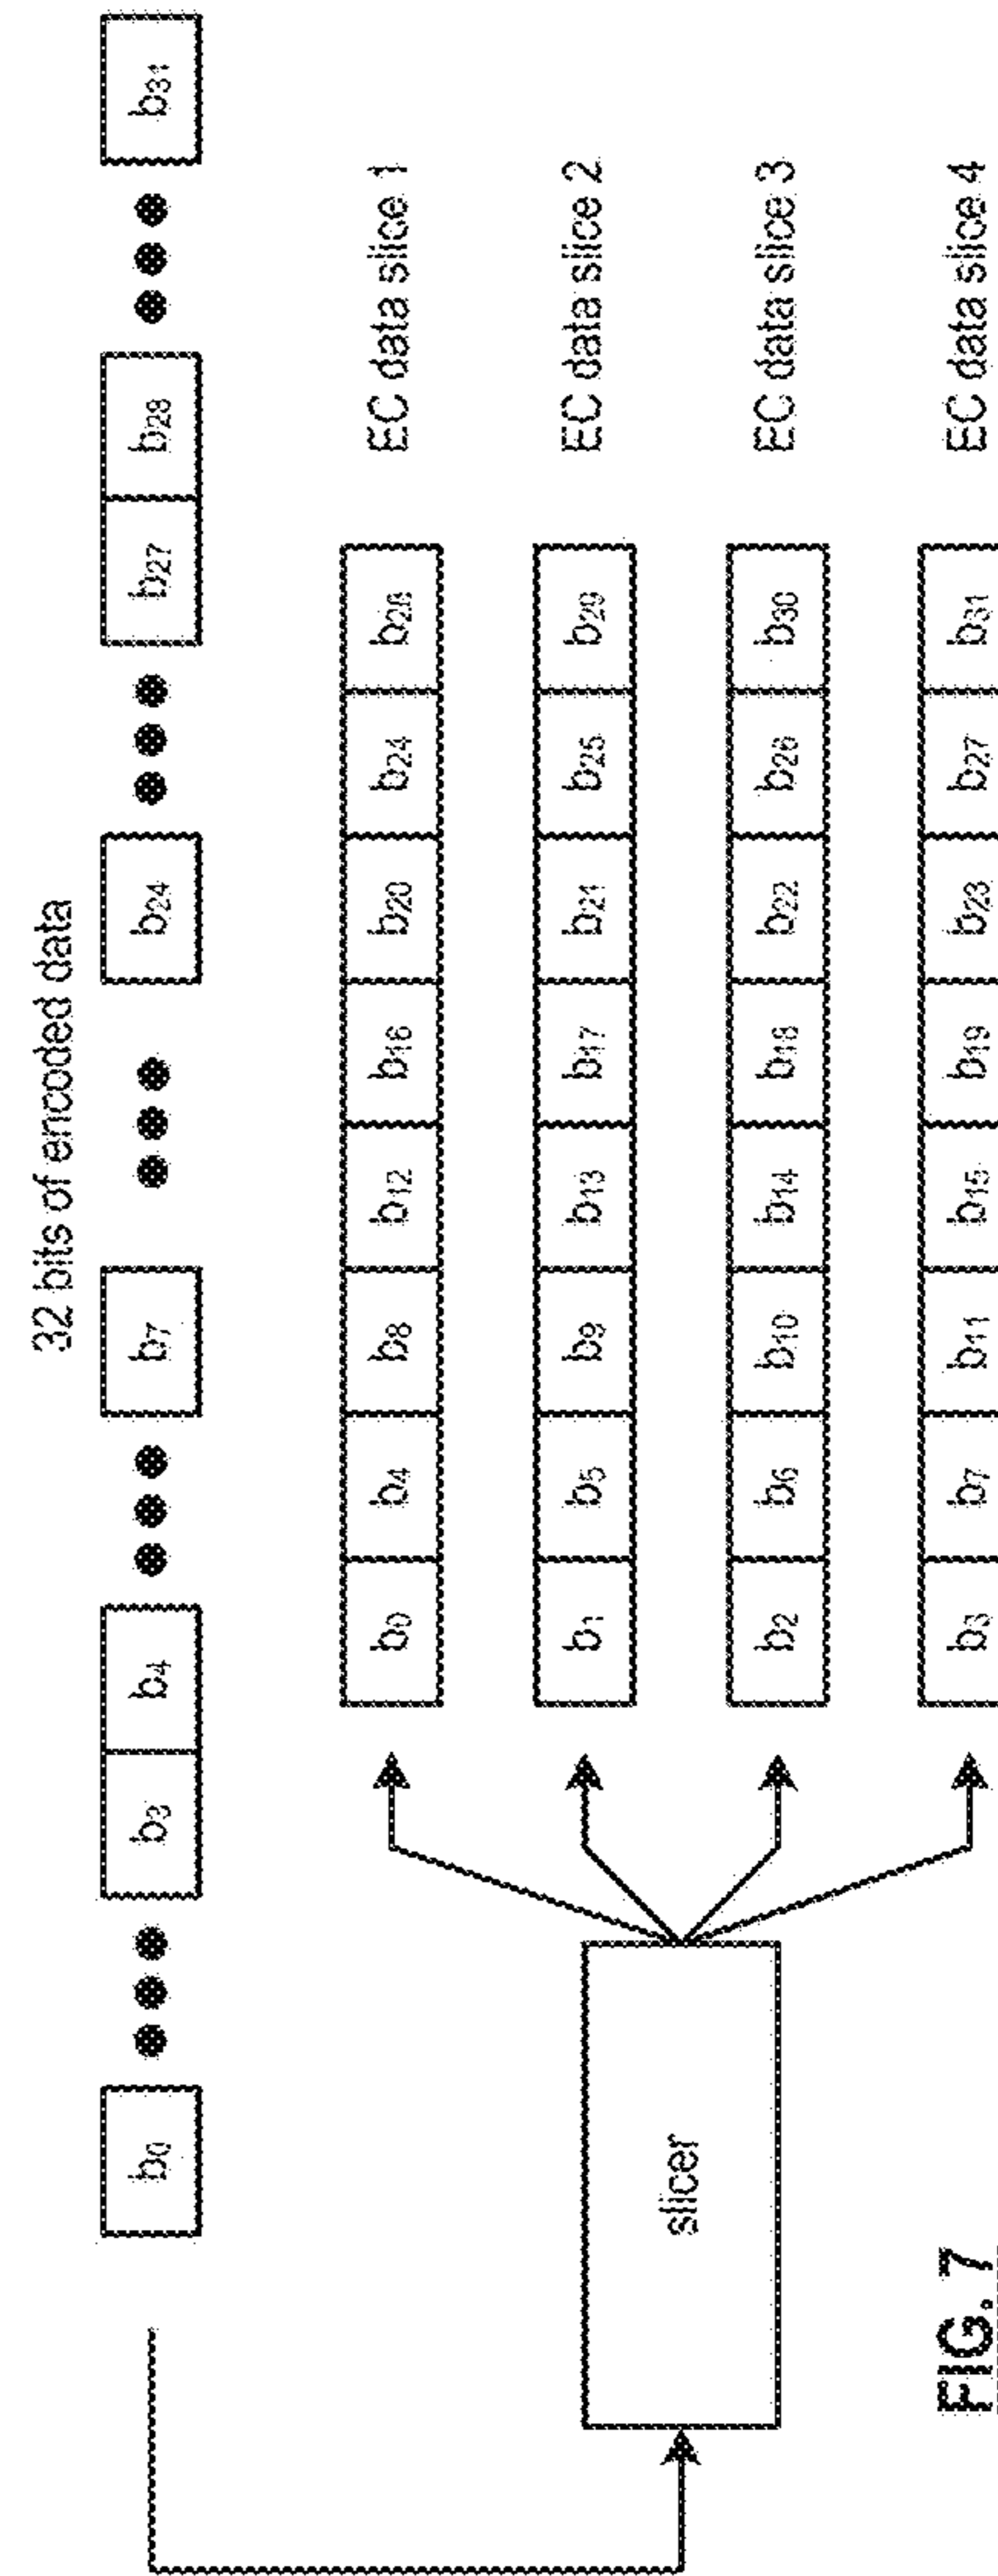 32 bits of encoded data
b0 ••• b3 b4 ••• b7 ••• b24 ••• b27 b28 ••• b31
slicer
b0 b4 b8 b12 b16 b20 b24 b28 EC data slice 1
b1 b5 b9 b13 b17 b21 b25 b29 EC data slice 2
b2 b6 b10 b14 b18 b22 b26 b30 EC data slice 3
b3 b7 b11 b15 b19 b23 b27 b31 EC data slice 4
FIG. 7